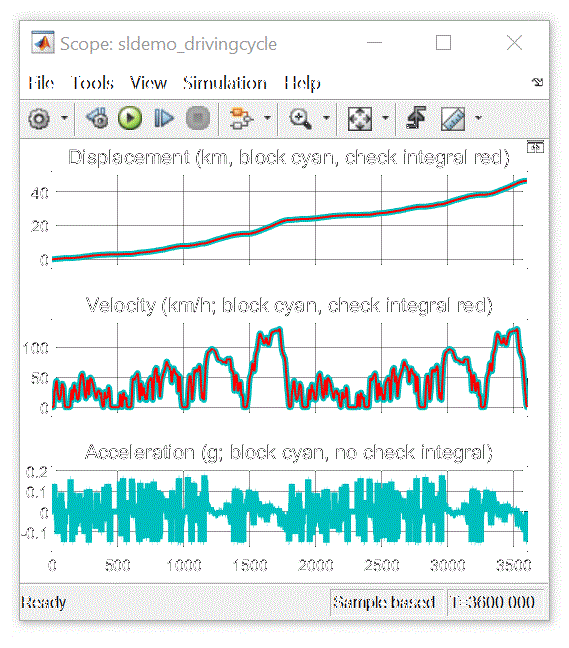 Scope: sldemo_drivingcycle
File Tools View Simulation Help
Displacement (km, block cyan, check integral red)
40
20
0
Velocity (km/h; block cyan, check integral red)
100
50
0
Acceleration (g; block cyan, no check integral)
0.2
0.1
0
-0.1
0 500 1000 1500 2000 2500 3000 3500
Ready Sample based T=3600.000